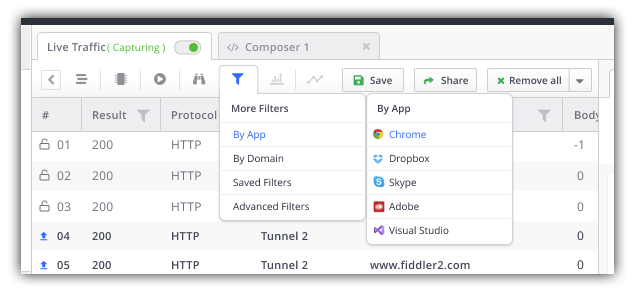 Live Traffic ( Capturing )
</> Composer 1
Save
Share
Remove all
# Result Protocol Body
More Filters
By App
By Domain
Saved Filters
Advanced Filters
By App
Chrome
Dropbox
Skype
Adobe
Visual Studio
01 200 HTTP -1
02 200 HTTP 0
03 200 HTTP 0
04 200 HTTP Tunnel 2 0
05 200 HTTP Tunnel 2 www.fiddler2.com 0